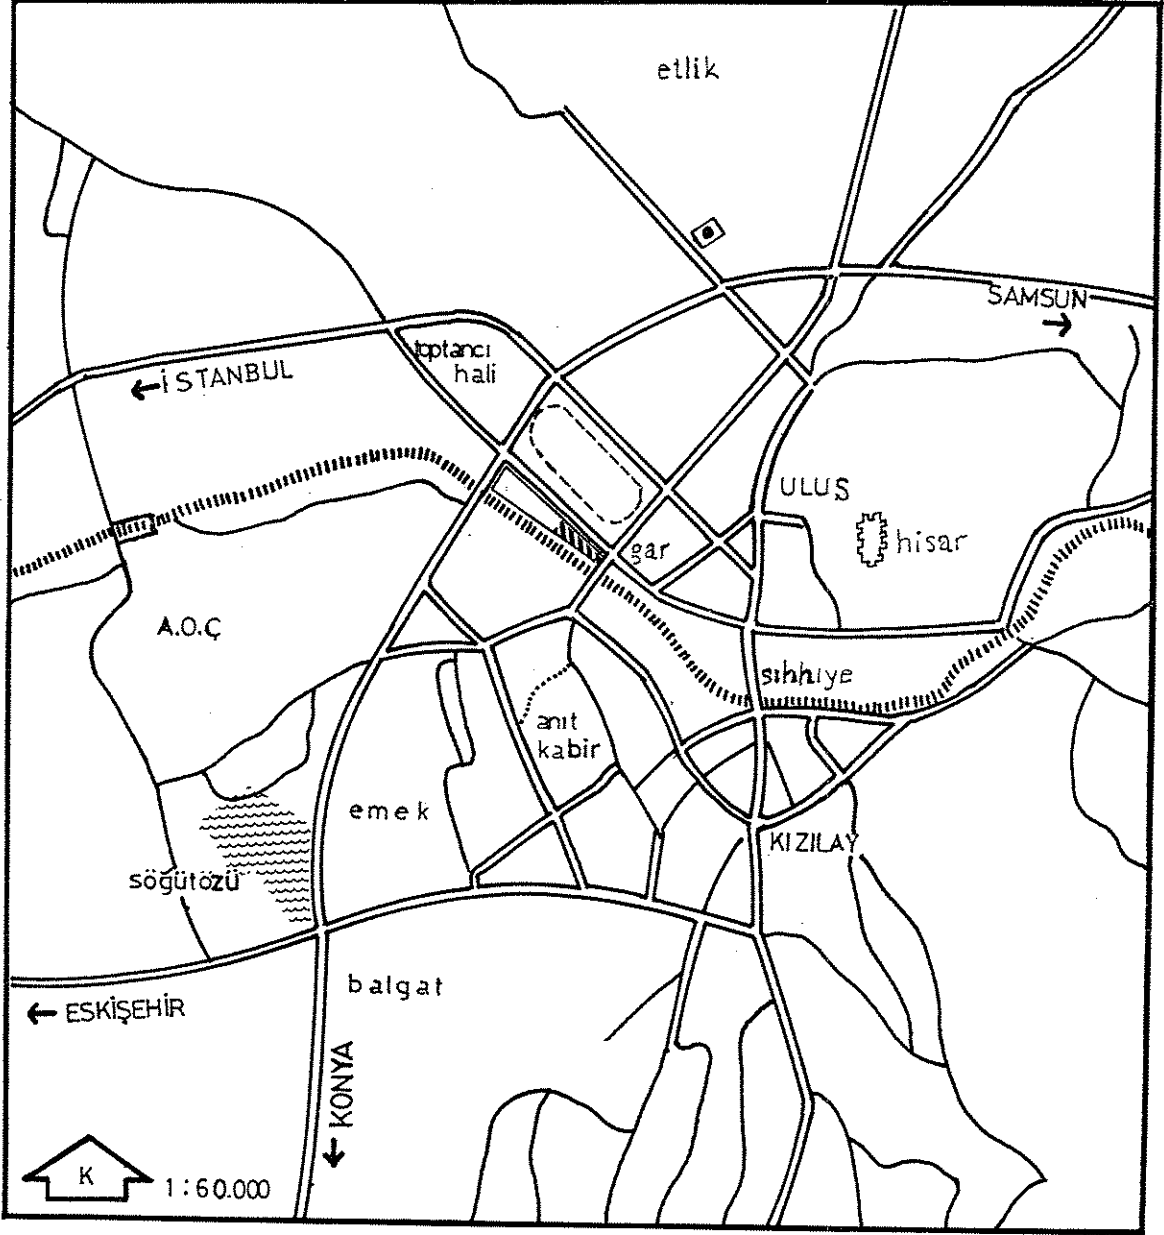 etlik
SAMSUN
→
toptancı
hali
← İSTANBUL
ULUS
hisar
gar
A.O.Ç
sıhhıye
anıt
kabir
emek
KIZILAY
söğütözü
balgat
← ESKİŞEHİR
← KONYA
K
1:60.000